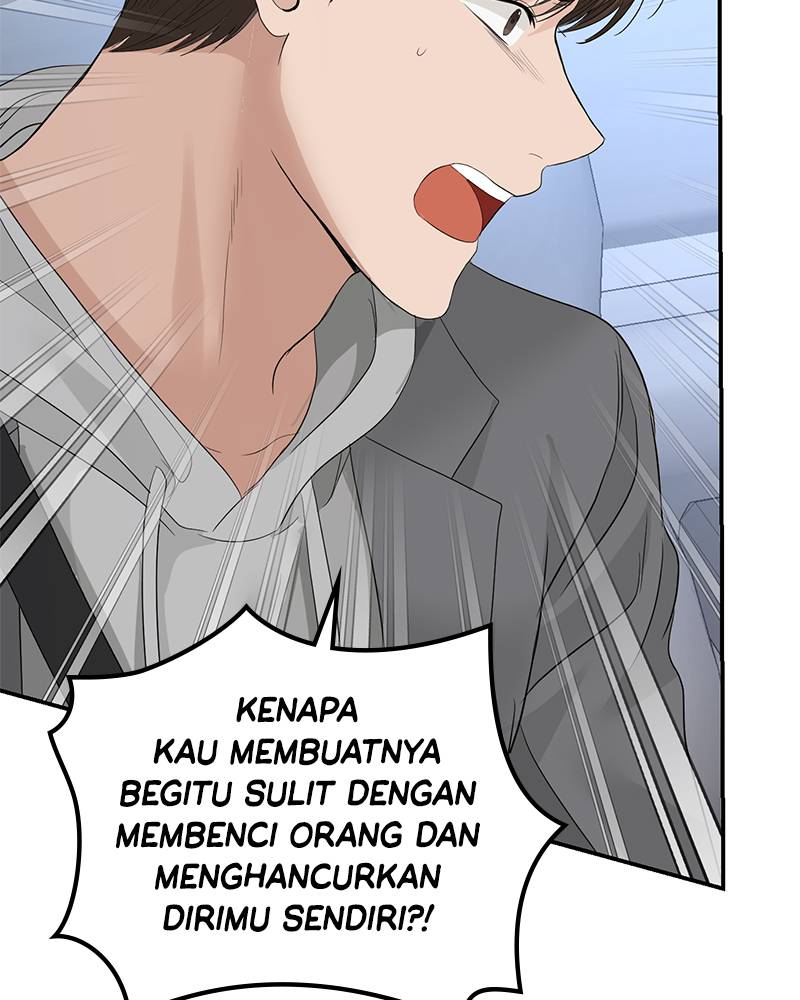 KENAPA
KAU MEMBUATNYA
BEGITU SULIT DENGAN
MEMBENCI ORANG DAN
MENGHANCURKAN
DIRIMU SENDIRI?!